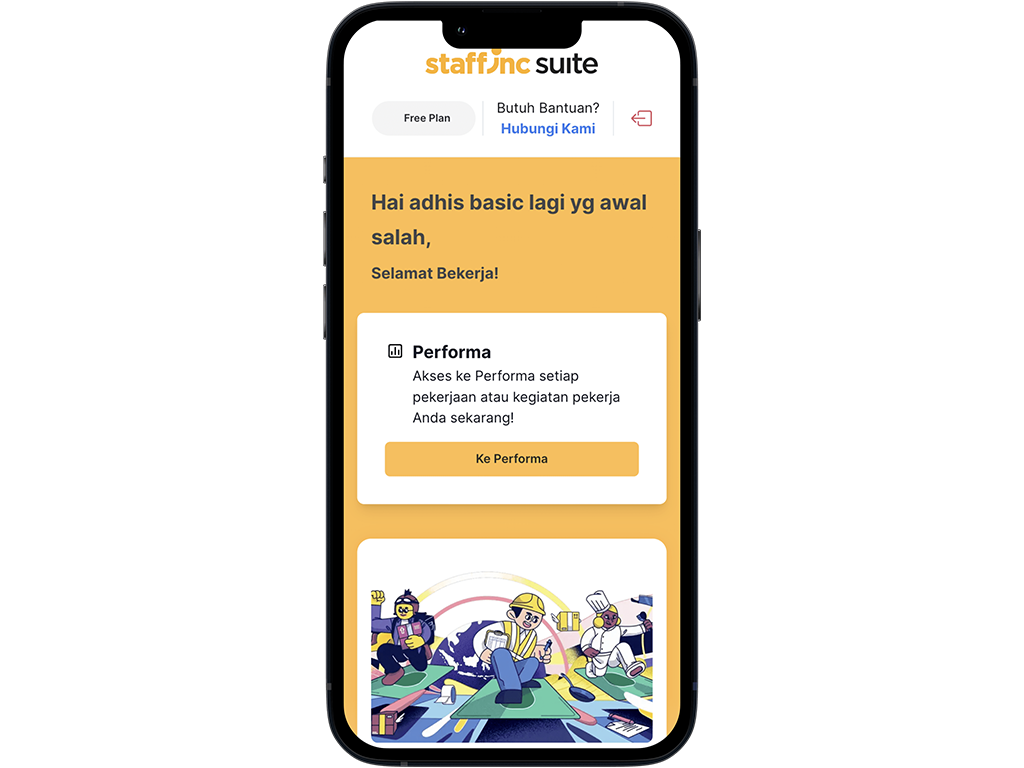 staffinc suite
Free Plan
Butuh Bantuan?
Hubungi Kami
Hai adhis basic lagi yg awal
salah,
Selamat Bekerja!
Performa
Akses ke Performa setiap
pekerjaan atau kegiatan pekerja
Anda sekarang!
Ke Performa